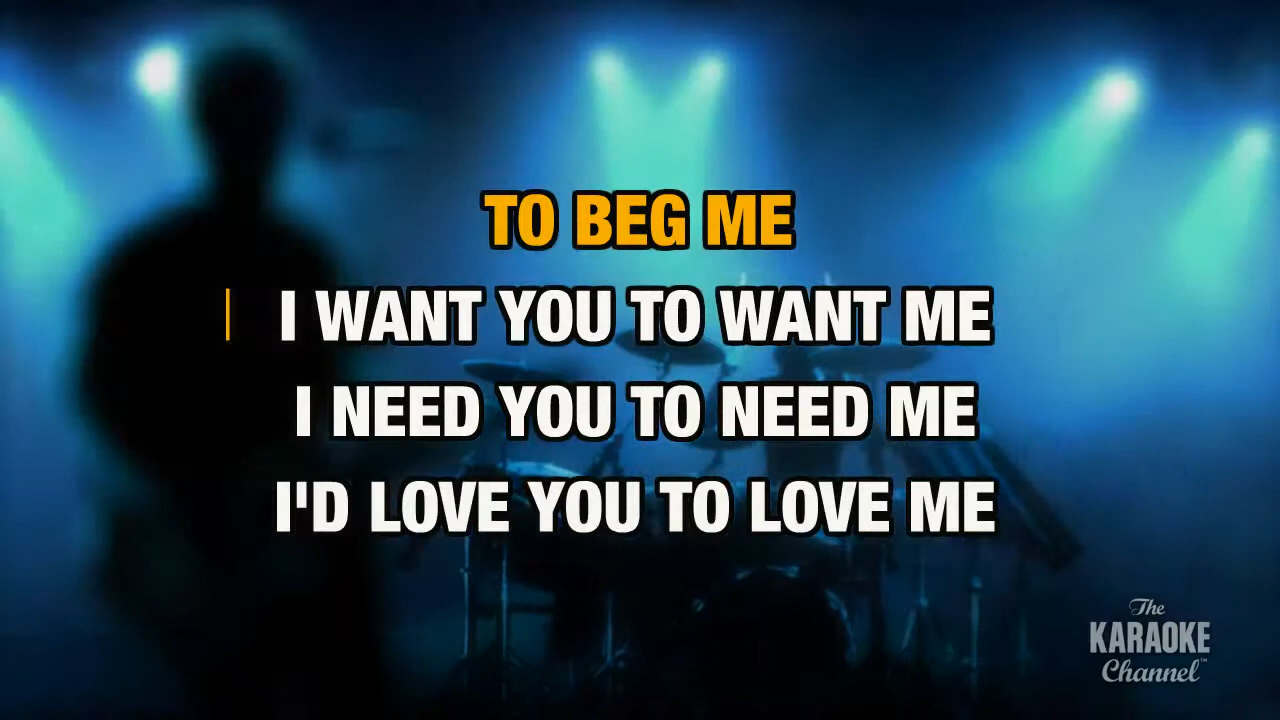 TO BEG ME
I WANT YOU TO WANT ME
I NEED YOU TO NEED ME
I'D LOVE YOU TO LOVE ME
The
KARAOKE
Channel™